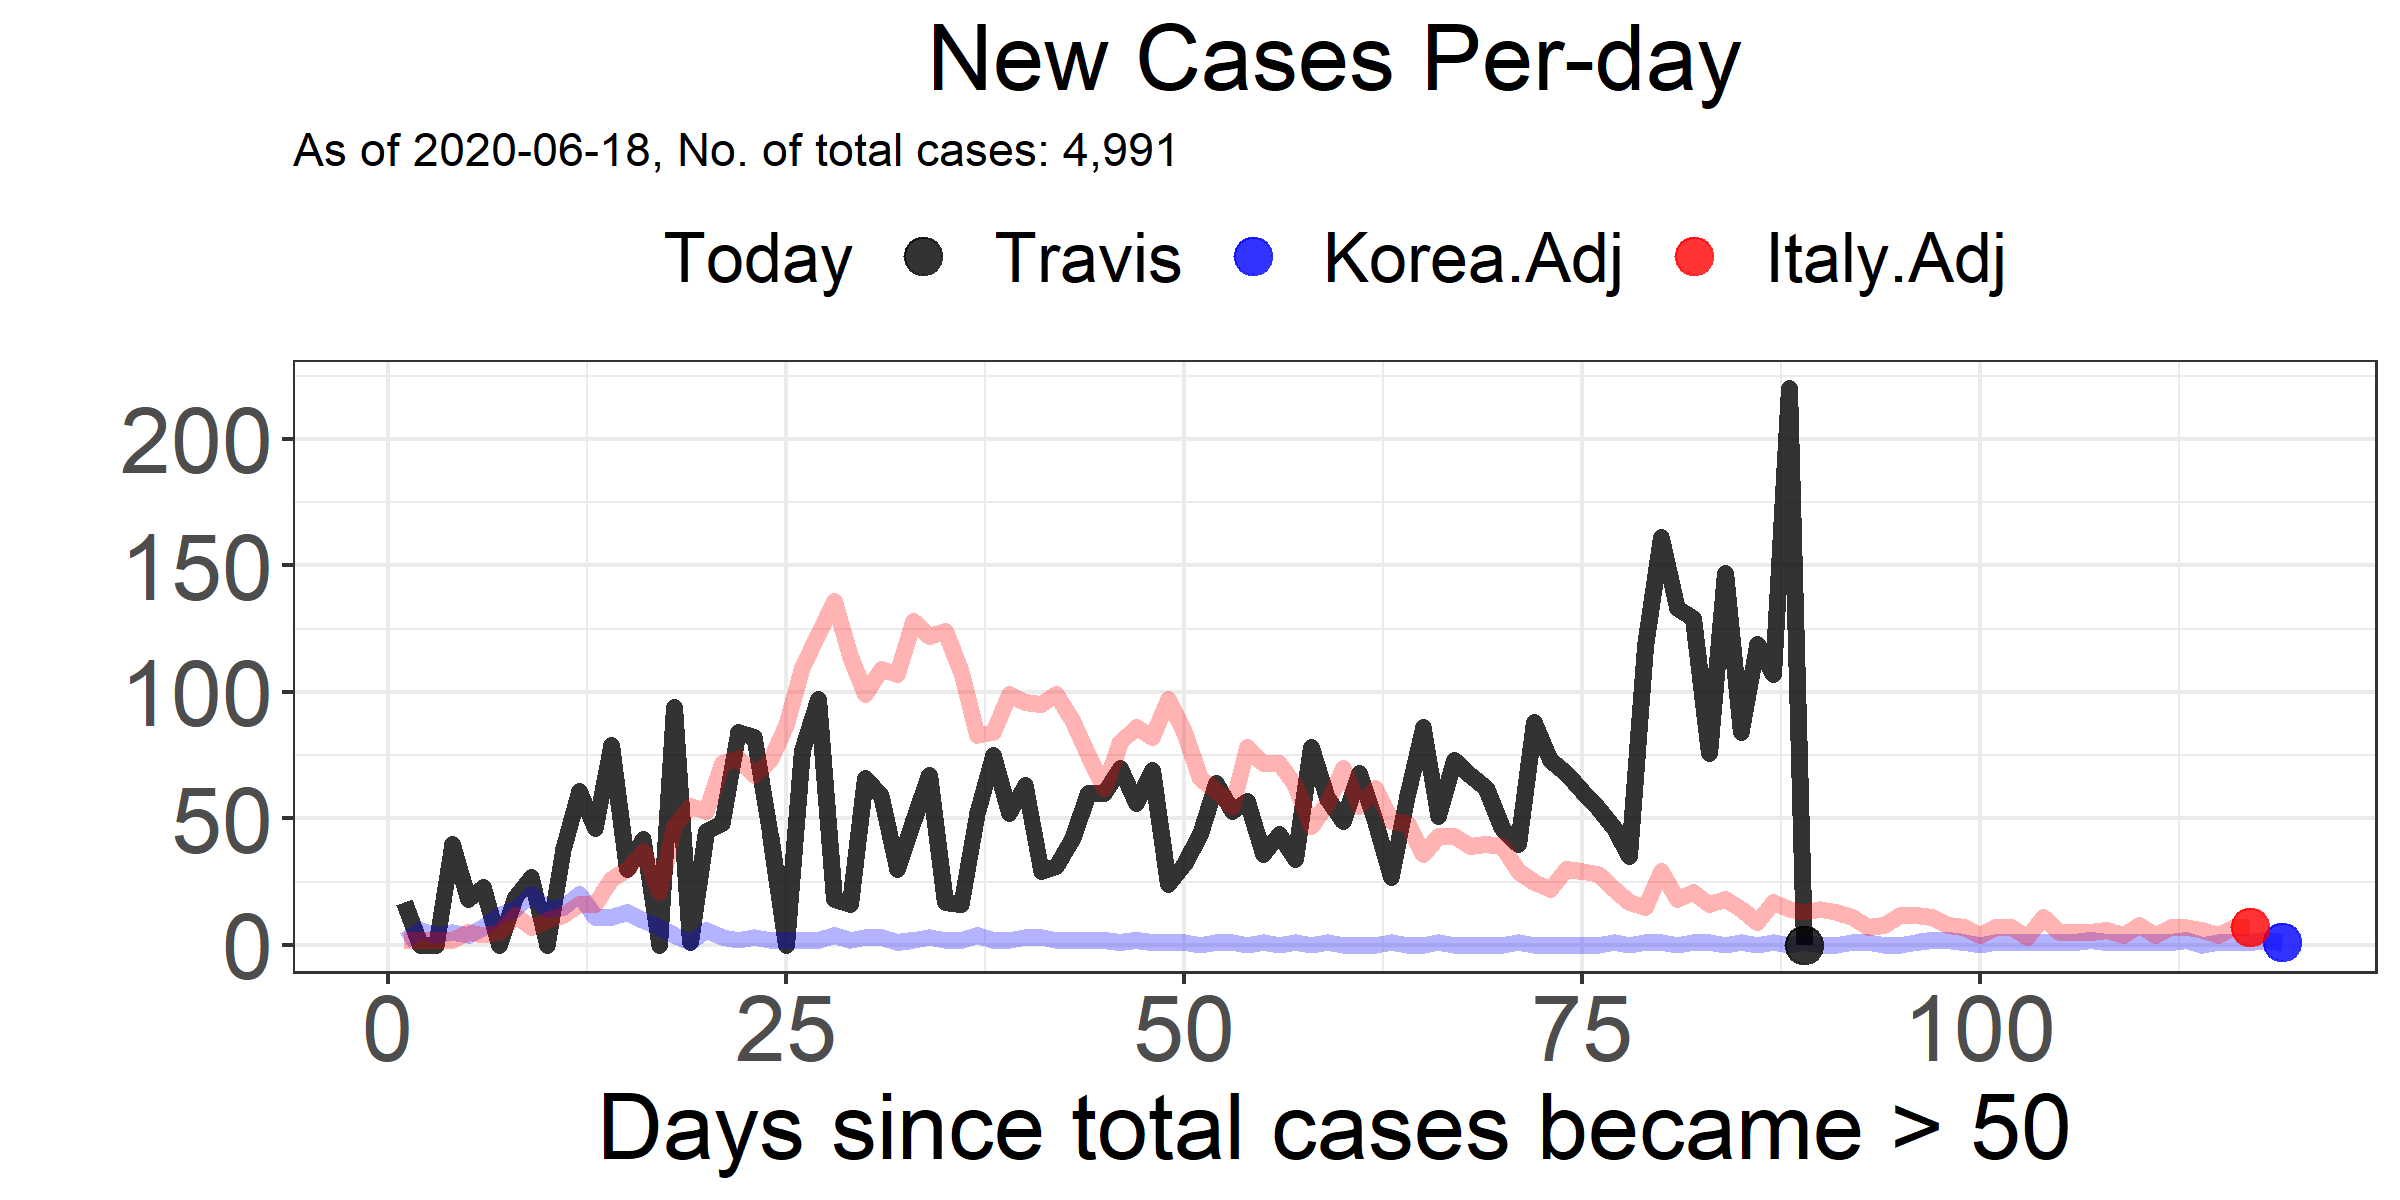 New Cases Per-day
As of 2020-06-18, No. of total cases: 4,991
Today Travis Korea.Adj Italy.Adj
200
150
100
50
0
0 25 50 75 100
Days since total cases became > 50